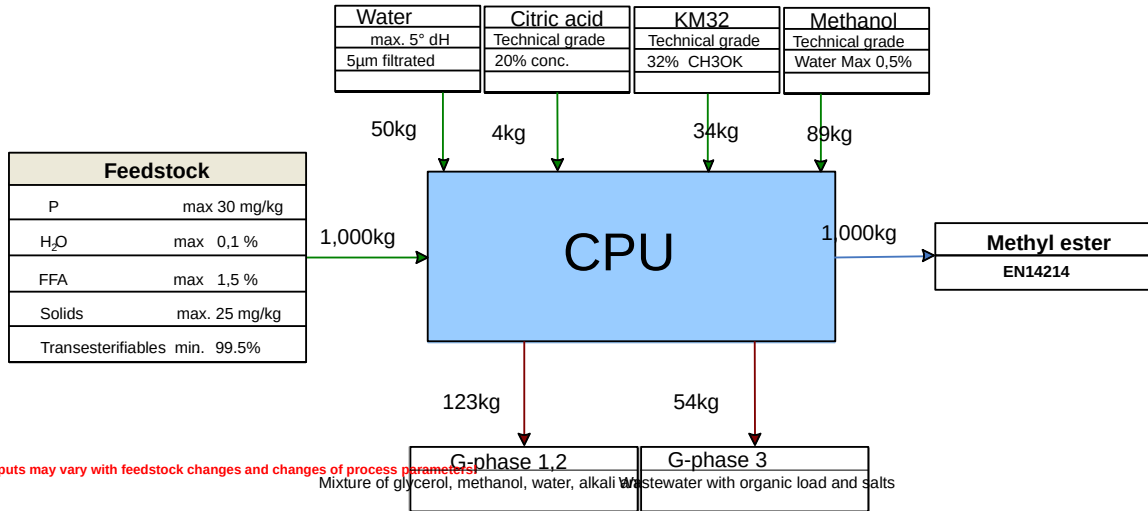 Water
max. 5° dH
5µm filtrated
Citric acid
Technical grade
20% conc.
KM32
Technical grade
32% CH3OK
Methanol
Technical grade
Water Max 0,5%
50kg
4kg
34kg
89kg
Feedstock
P max 30 mg/kg
H2O max 0,1 %
FFA max 1,5 %
Solids max. 25 mg/kg
Transesterifiables min. 99.5%
1,000kg
CPU
1,000kg
Methyl ester
EN14214
123kg
54kg
may vary with feedstock changes and changes of process parameters!
G-phase 1,2
Mixture of glycerol, methanol, water, alkali
G-phase 3
Wastewater with organic load and salts